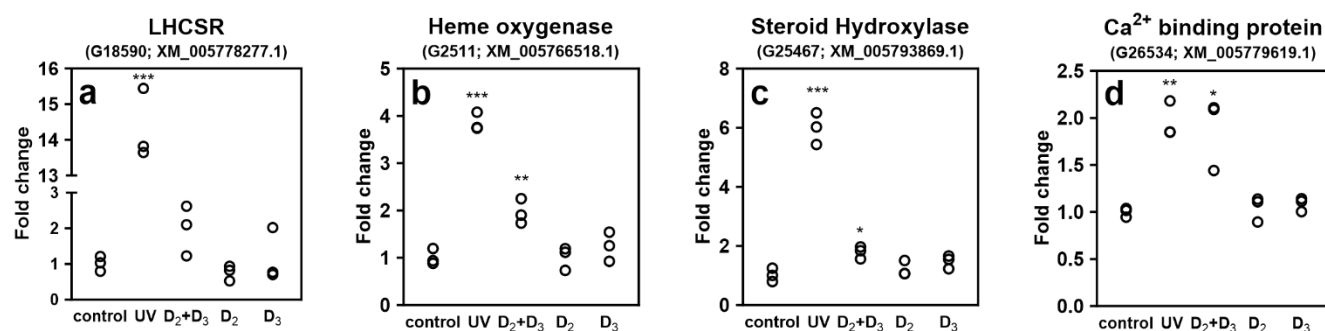 LHCSR
(G18590; XM_005778277.1)
a
Fold change
16
15
14
13
2
1
0
***
control UV D₂+D₃ D₂ D₃
Heme oxygenase
(G2511; XM_005766518.1)
b
Fold change
5
4
3
2
1
0
***
**
control UV D₂+D₃ D₂ D₃
Steroid Hydroxylase
(G25467; XM_005793869.1)
c
Fold change
8
6
4
2
0
***
*
control UV D₂+D₃ D₂ D₃
Ca²⁺ binding protein
(G26534; XM_005779619.1)
d
Fold change
2.5
2.0
1.5
1.0
0.5
0.0
**
*
control UV D₂+D₃ D₂ D₃